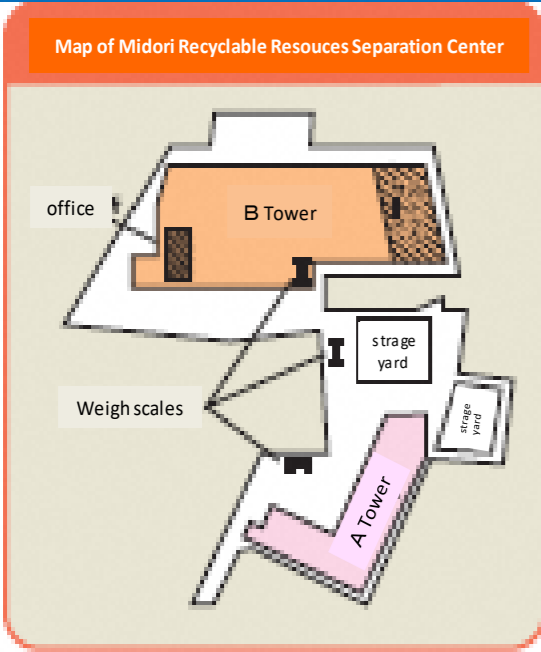 Map of Midori Recyclable Resouces Separation Center
office
B Tower
strage
yard
Weigh scales
strage
yard
A Tower